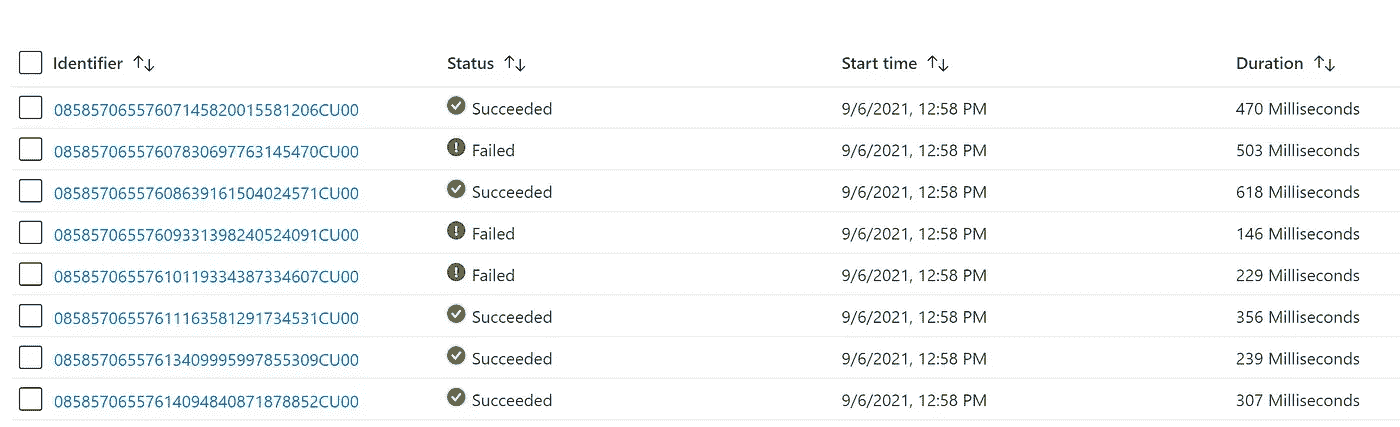 Identifier ↑↓ Status ↑↓ Start time ↑↓ Duration ↑↓
08585706557607145820015581206CU00 Succeeded 9/6/2021, 12:58 PM 470 Milliseconds
08585706557607830697763145470CU00 Failed 9/6/2021, 12:58 PM 503 Milliseconds
08585706557608639161504024571CU00 Succeeded 9/6/2021, 12:58 PM 618 Milliseconds
08585706557609331398240524091CU00 Failed 9/6/2021, 12:58 PM 146 Milliseconds
08585706557610119334387334607CU00 Failed 9/6/2021, 12:58 PM 229 Milliseconds
08585706557611163581291734531CU00 Succeeded 9/6/2021, 12:58 PM 356 Milliseconds
08585706557613409995997855309CU00 Succeeded 9/6/2021, 12:58 PM 239 Milliseconds
08585706557614094840871878852CU00 Succeeded 9/6/2021, 12:58 PM 307 Milliseconds